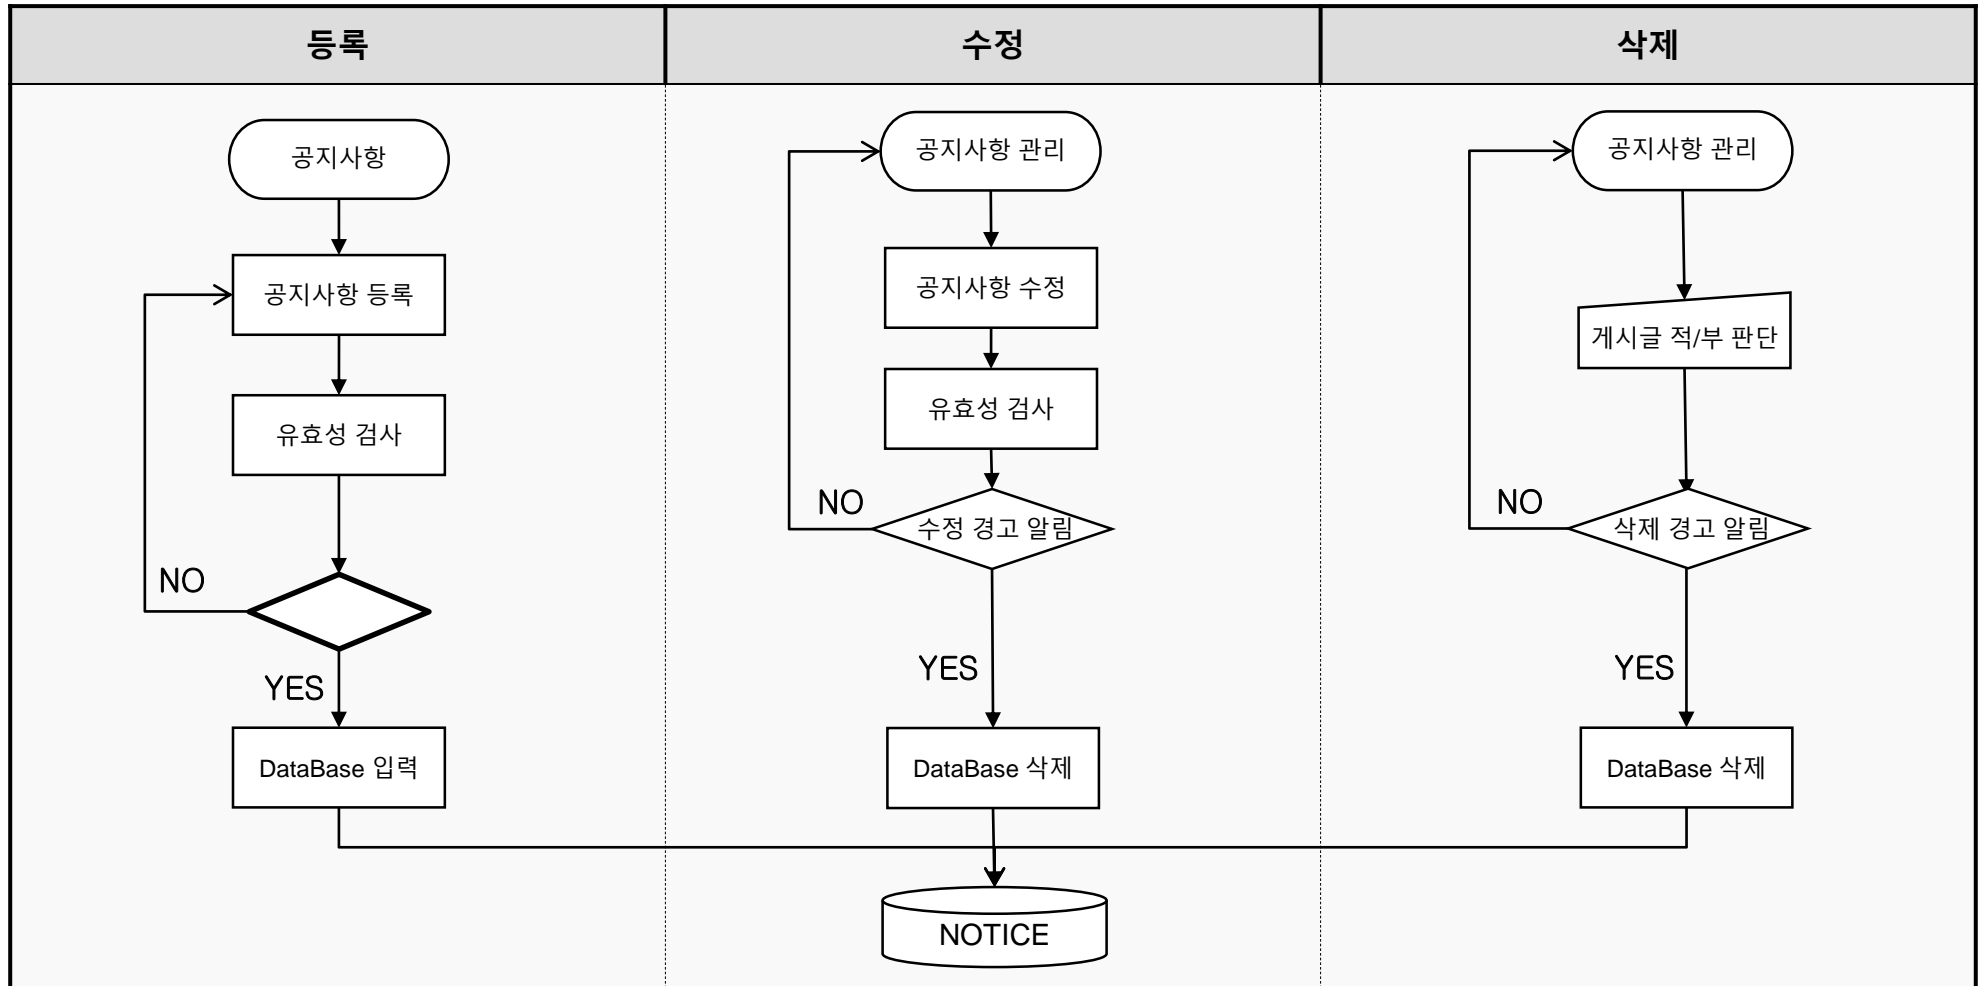 등록
수정
삭제
공지사항
공지사항 등록
유효성 검사
NO
YES
DataBase 입력
공지사항 관리
공지사항 수정
유효성 검사
NO
수정 경고 알림
YES
DataBase 삭제
공지사항 관리
게시글 적/부 판단
NO
삭제 경고 알림
YES
DataBase 삭제
NOTICE